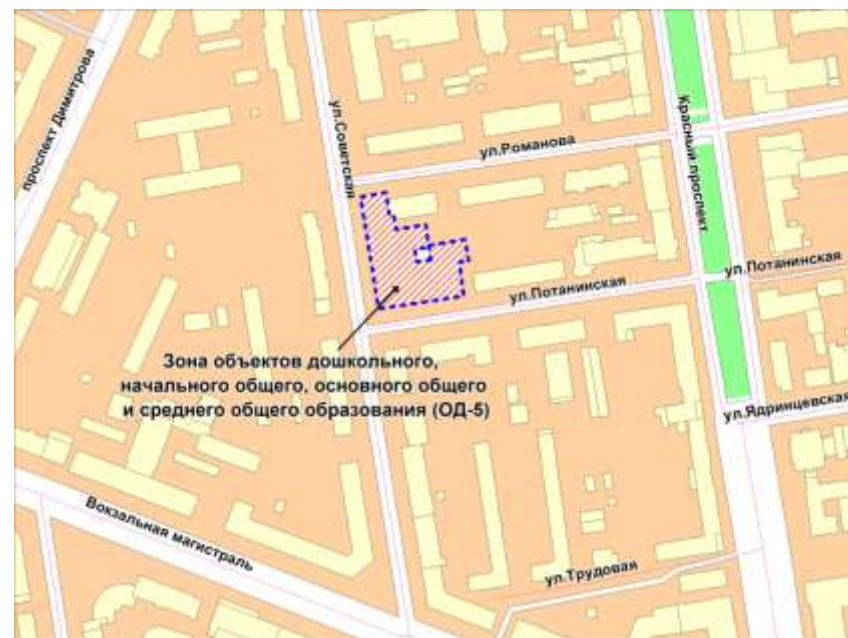 проспект Димитрова
ул.Советская
ул.Романова
Красный проспект
ул.Потанинская
ул.Потанинская
Зона объектов дошкольного,
начального общего, основного общего
и среднего общего образования (ОД-5)
ул.Ядринцевская
Вокзальная магистраль
ул.Трудовая